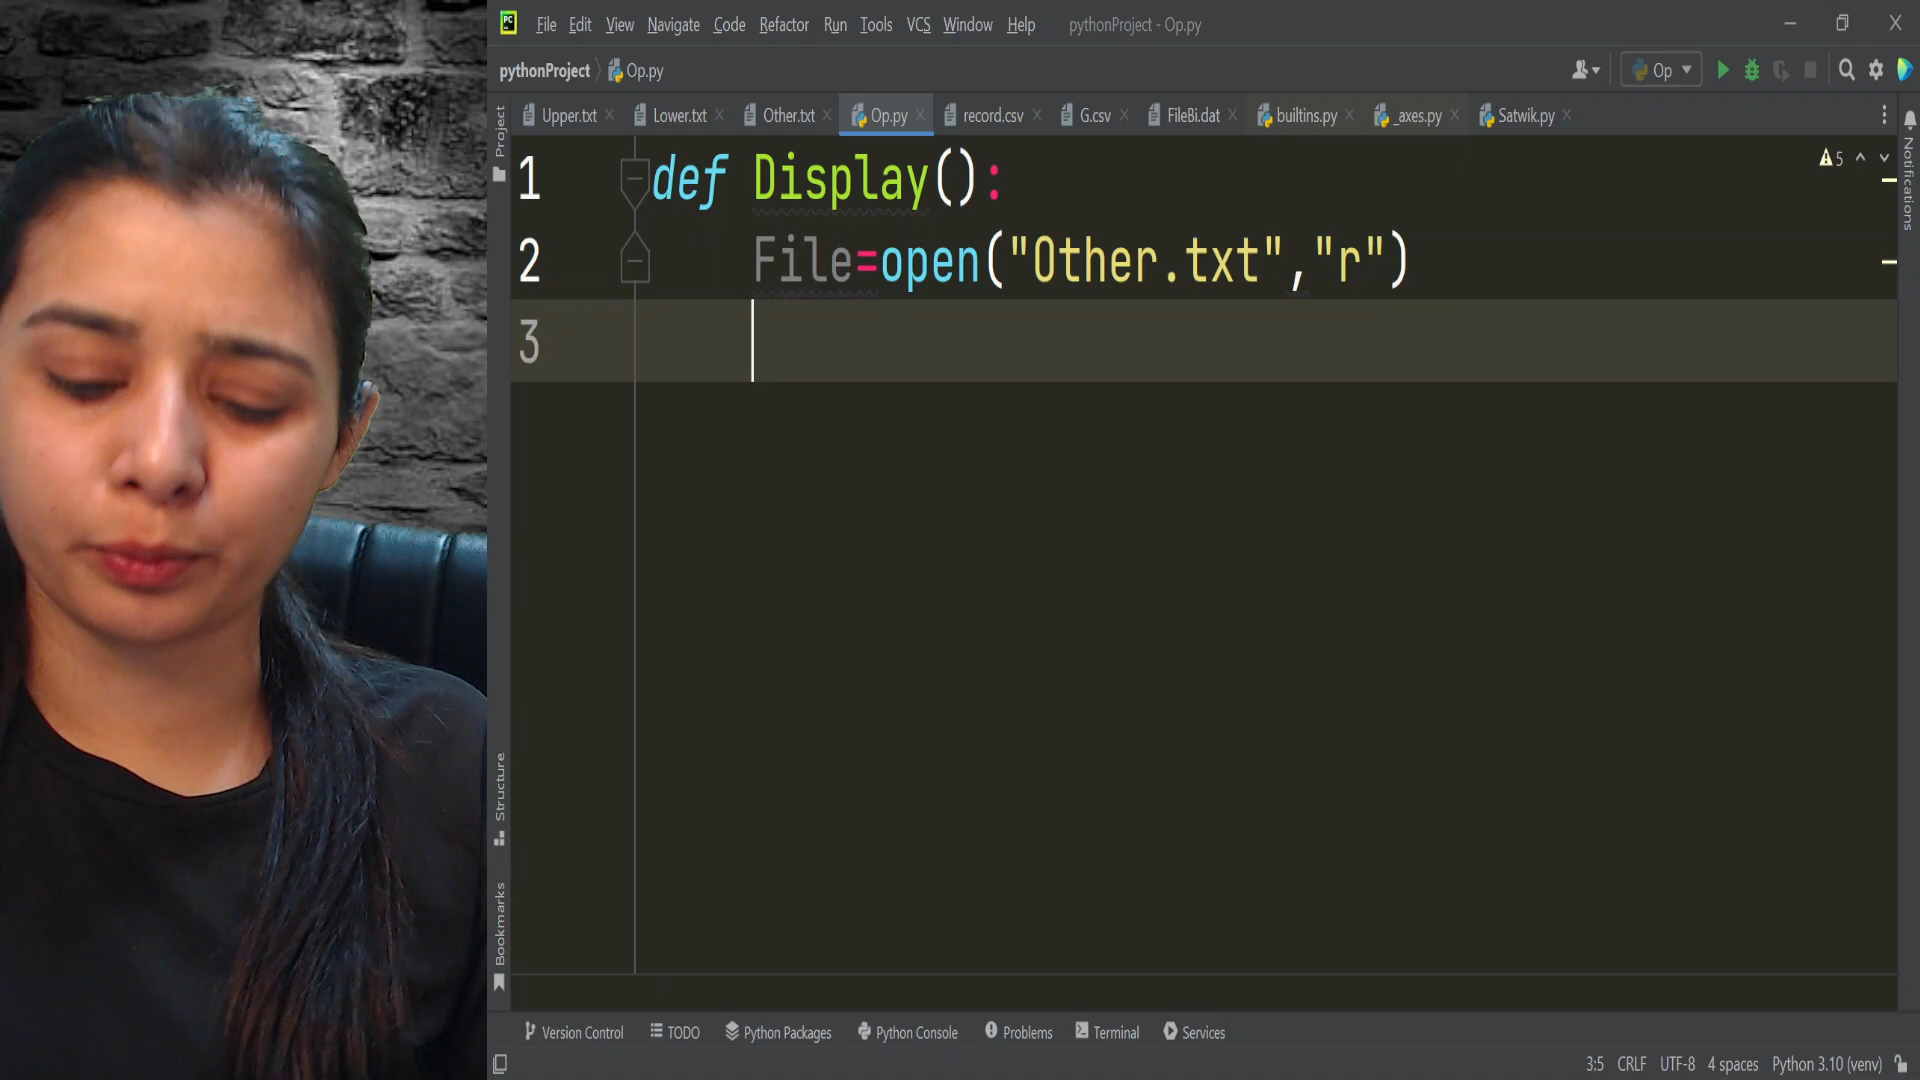 PC File Edit View Navigate Code Refactor Run Tools VCS Window Help pythonProject - Op.py
pythonProject Op.py Op
Upper.txt Lower.txt Other.txt Op.py record.csv G.csv FileBi.dat builtins.py _axes.py Satwik.py
Project
Notifications
5
1 def Display():
2 File=open("Other.txt","r")
3
Structure
Bookmarks
Version Control TODO Python Packages Python Console Problems Terminal Services
3:5 CRLF UTF-8 4 spaces Python 3.10 (venv)